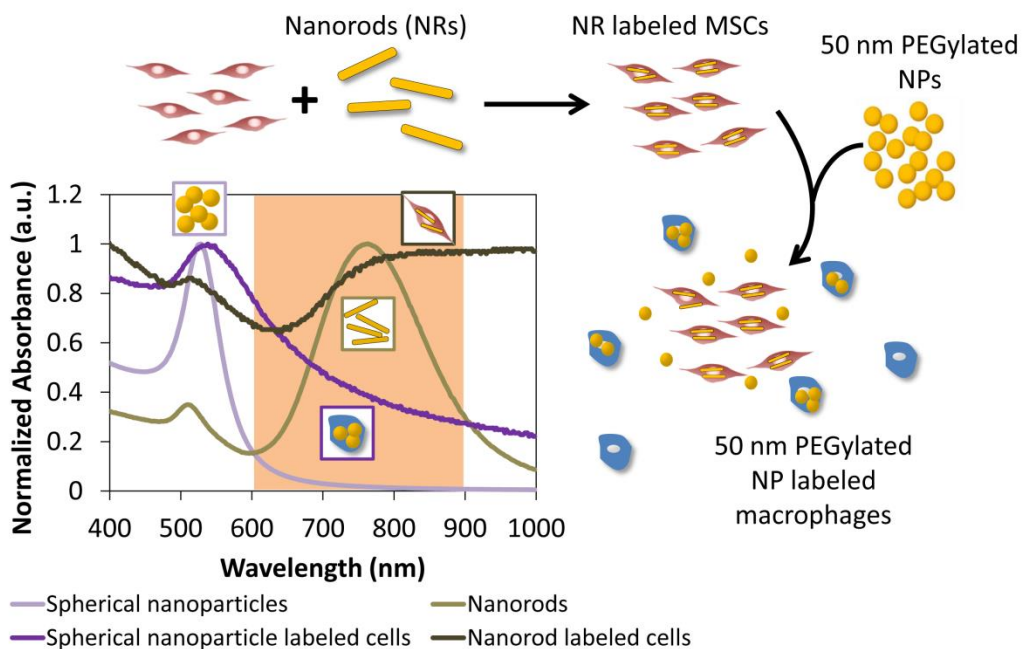 Nanorods (NRs)
NR labeled MSCs
50 nm PEGylated
NPs
+
Normalized Absorbance (a.u.)
1.2
1
0.8
0.6
0.4
0.2
0
400 500 600 700 800 900 1000
Wavelength (nm)
50 nm PEGylated
NP labeled
macrophages
Spherical nanoparticles
Nanorods
Spherical nanoparticle labeled cells
Nanorod labeled cells